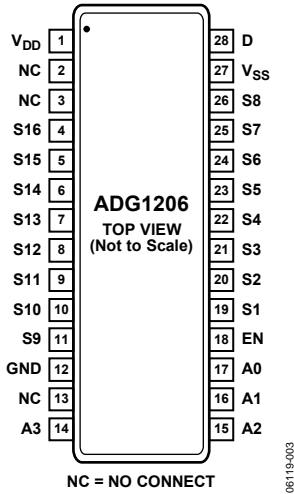 VDD 1 28 D
NC 2 27 VSS
NC 3 26 S8
S16 4 25 S7
S15 5 24 S6
S14 6 23 S5
S13 7 22 S4
S12 8 21 S3
S11 9 20 S2
S10 10 19 S1
S9 11 18 EN
GND 12 17 A0
NC 13 16 A1
A3 14 15 A2
ADG1206
TOP VIEW
(Not to Scale)
NC = NO CONNECT
06119-003